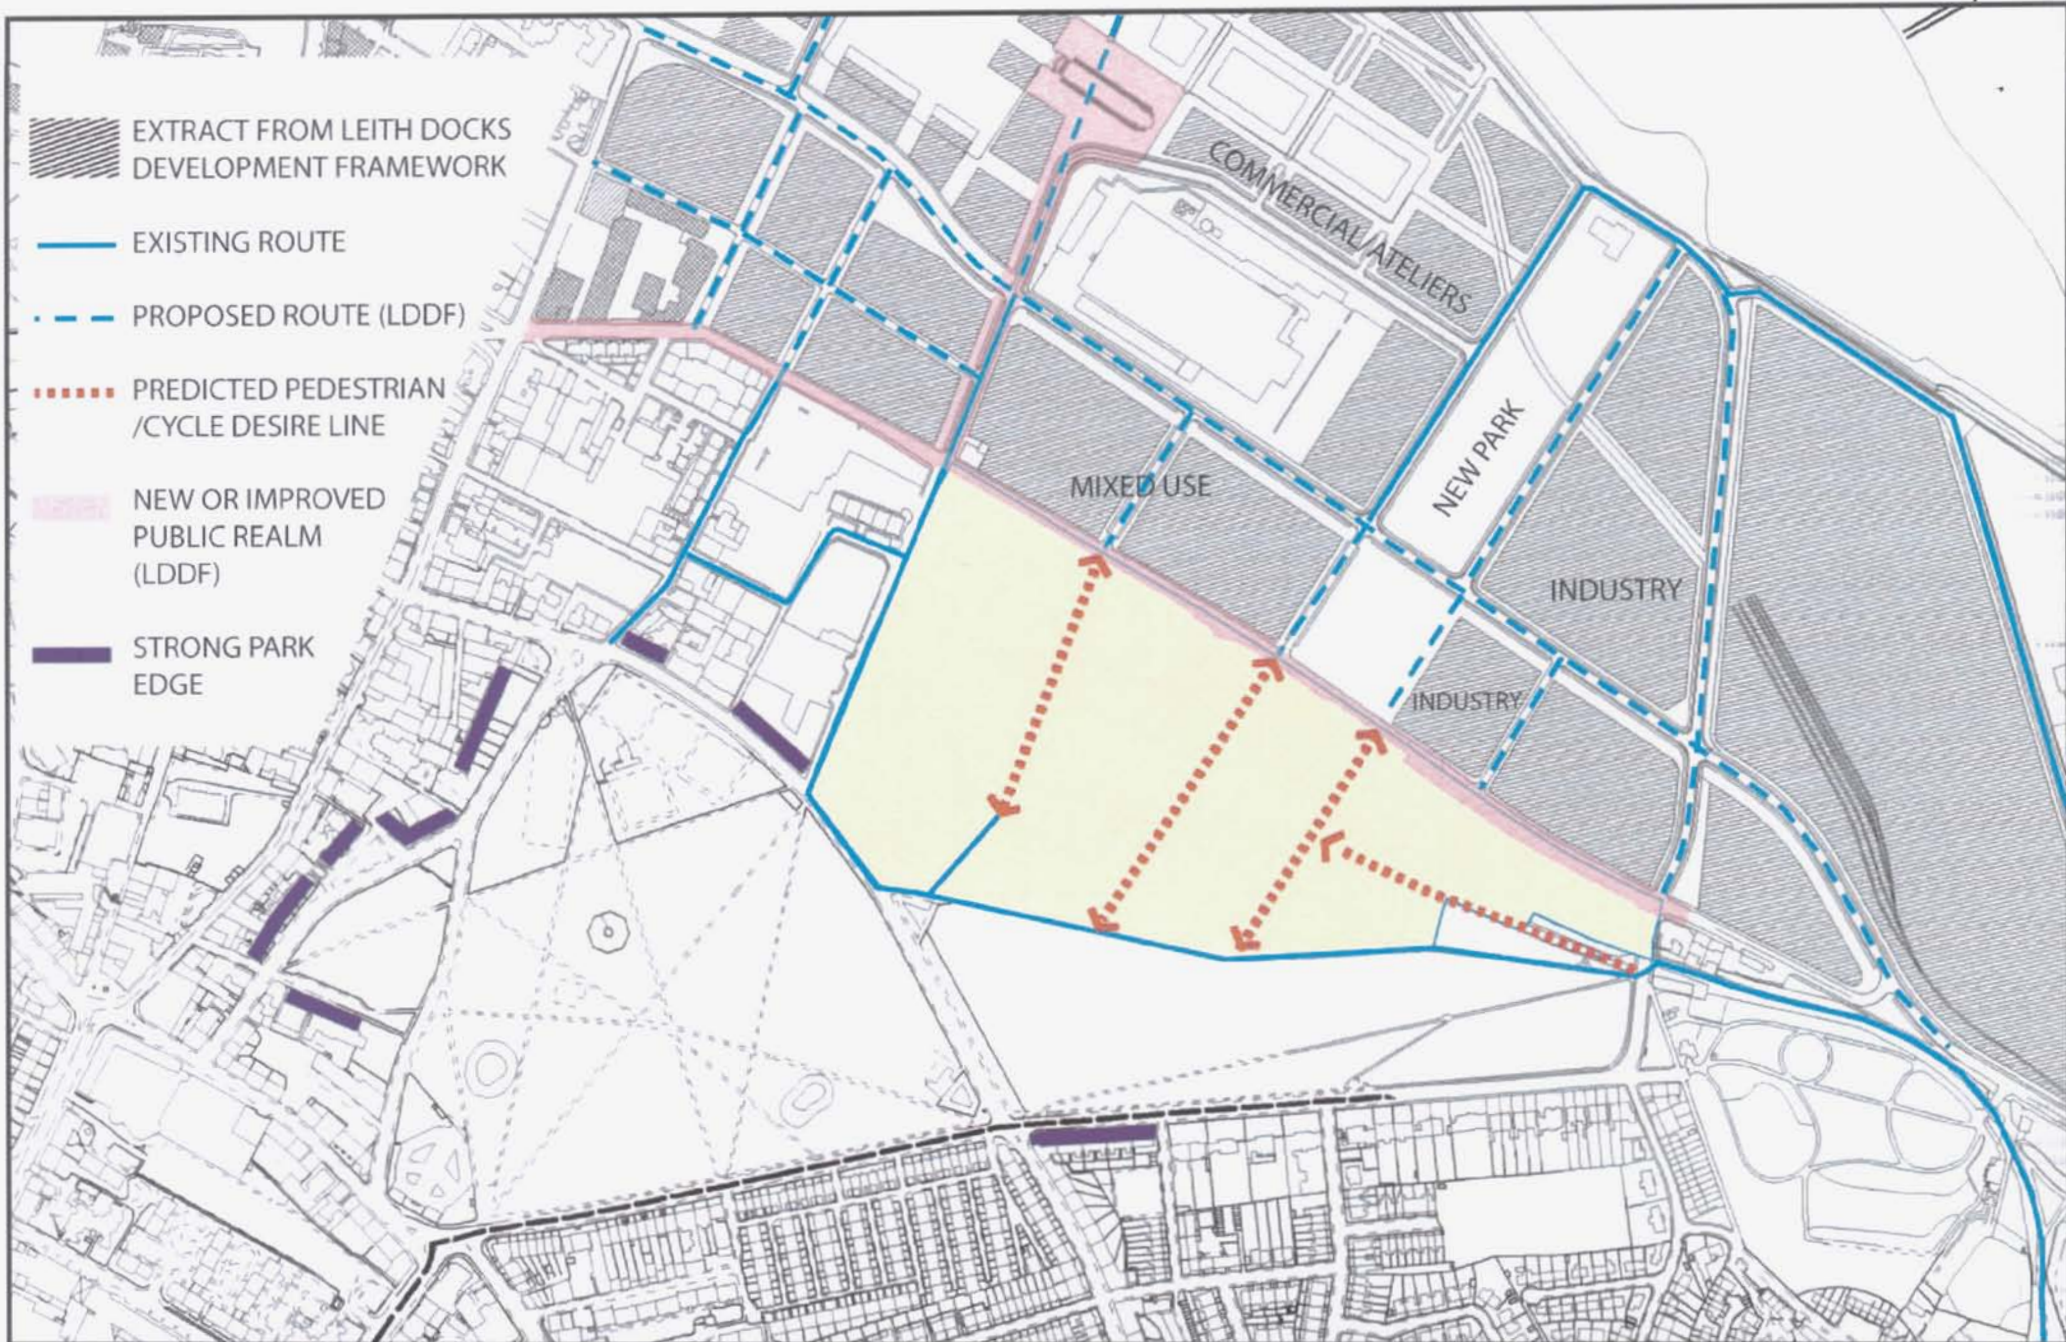 EXTRACT FROM LEITH DOCKS
DEVELOPMENT FRAMEWORK
EXISTING ROUTE
PROPOSED ROUTE (LDDF)
PREDICTED PEDESTRIAN
/CYCLE DESIRE LINE
NEW OR IMPROVED
PUBLIC REALM
(LDDF)
STRONG PARK
EDGE
COMMERCIAL/ATELIERS
MIXED USE
NEW PARK
INDUSTRY
INDUSTRY